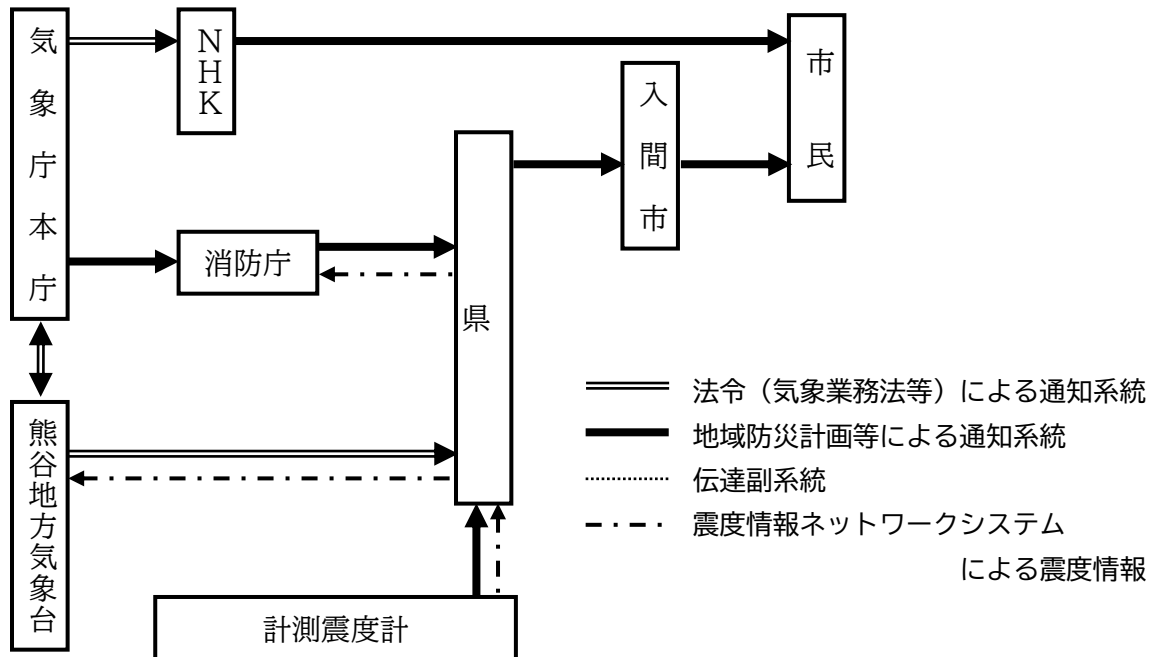 気象庁本庁
NHK
市民
入間市
消防庁
県
熊谷地方気象台
計測震度計
法令（気象業務法等）による通知系統
地域防災計画等による通知系統
伝達副系統
震度情報ネットワークシステム
による震度情報